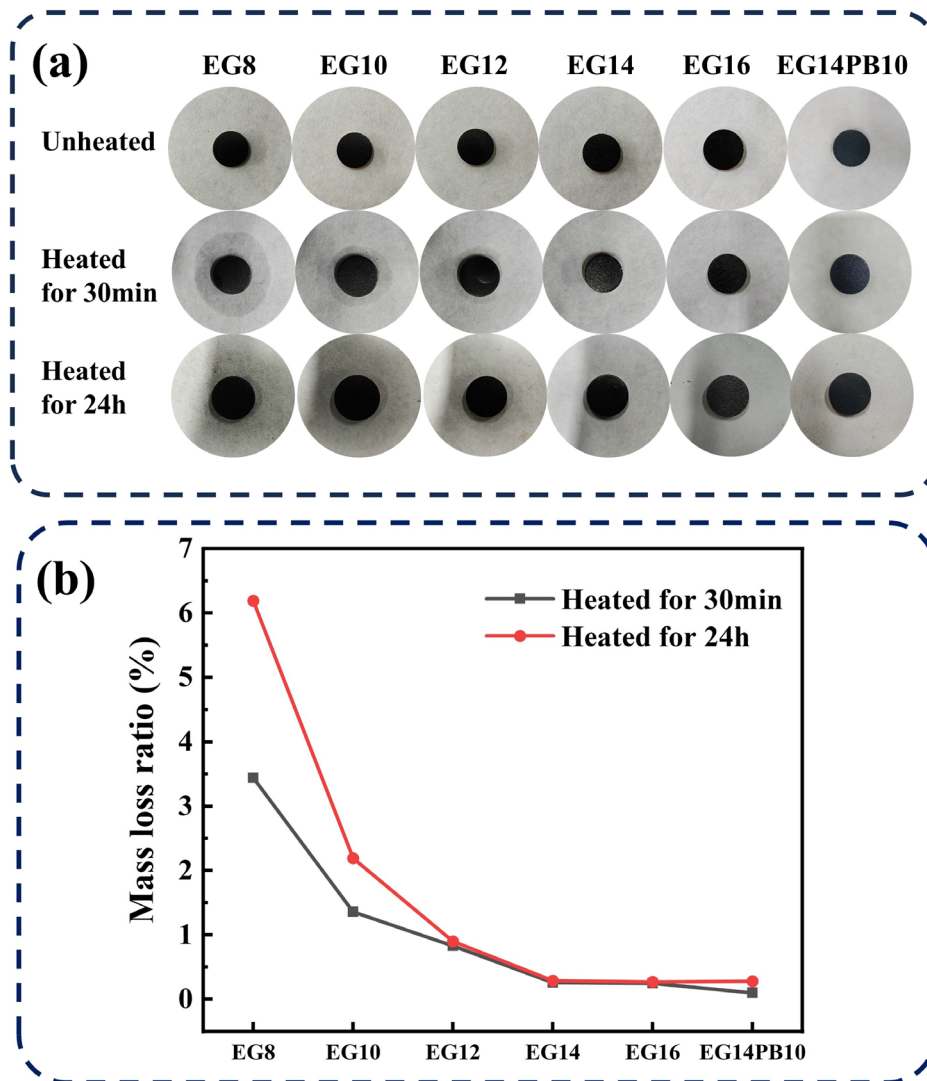 (a)
EG8 EG10 EG12 EG14 EG16 EG14PB10
Unheated
Heated
for 30min
Heated
for 24h
(b)
7
6
5
4
3
2
1
0
Mass loss ratio (%)
Heated for 30min
Heated for 24h
EG8 EG10 EG12 EG14 EG16 EG14PB10